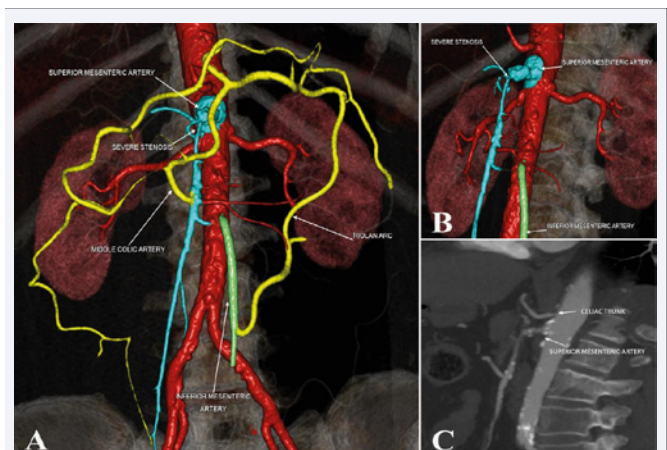 SUPERIOR MESENTERIC ARTERY
SEVERE STENOSIS
MIDDLE COLIC ARTERY
RIOLAN ARC
INFERIOR MESENTERIC
ARTERY
A
SEVERE STENOSIS
SUPERIOR MESENTERIC ARTERY
INFERIOR MESENTERIC ARTERY
B
CELIAC TRUNK
SUPERIOR MESENTERIC ARTERY
C